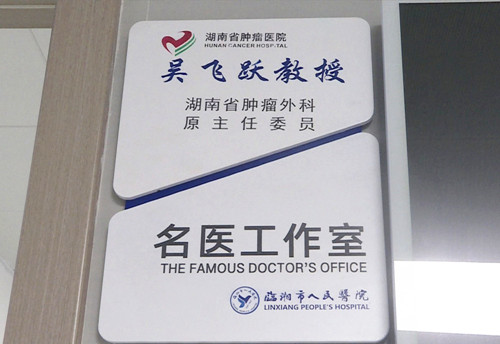 湖南省肿瘤医院
HUNAN CANCER HOSPITAL
吴飞跃教授
湖南省肿瘤外科
原主任委员
名医工作室
THE FAMOUS DOCTOR'S OFFICE
临湘市人民醫院
LINXIANG PEOPLE'S HOSPITAL